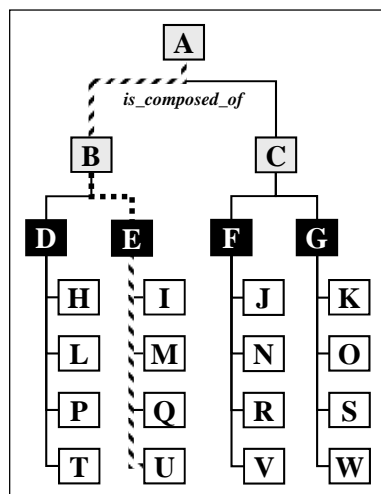 A
is_composed_of
B C
D E F G
H I J K
L M N O
P Q R S
T U V W